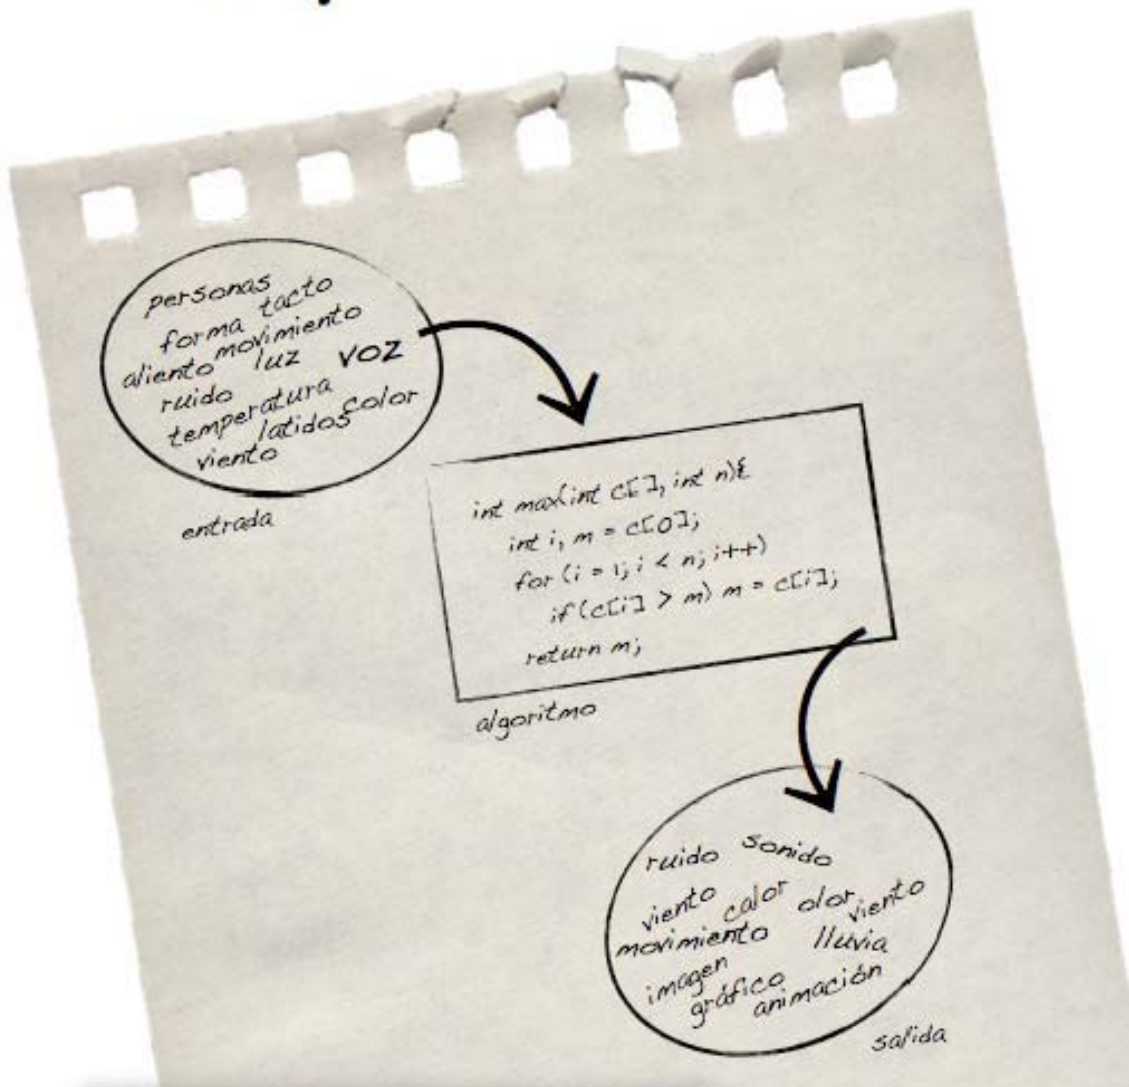 personas
forma tacto
aliento movimiento
ruido luz voz
temperatura
latidos color
viento
entrada
int max(int c[], int n){
int i, m = c[0];
for (i = 1; i < n; i++)
if(c[i] > m) m = c[i];
return m;
algoritmo
ruido sonido
viento calor olor viento
movimiento lluvia
imagen
gráfico
animación
salida